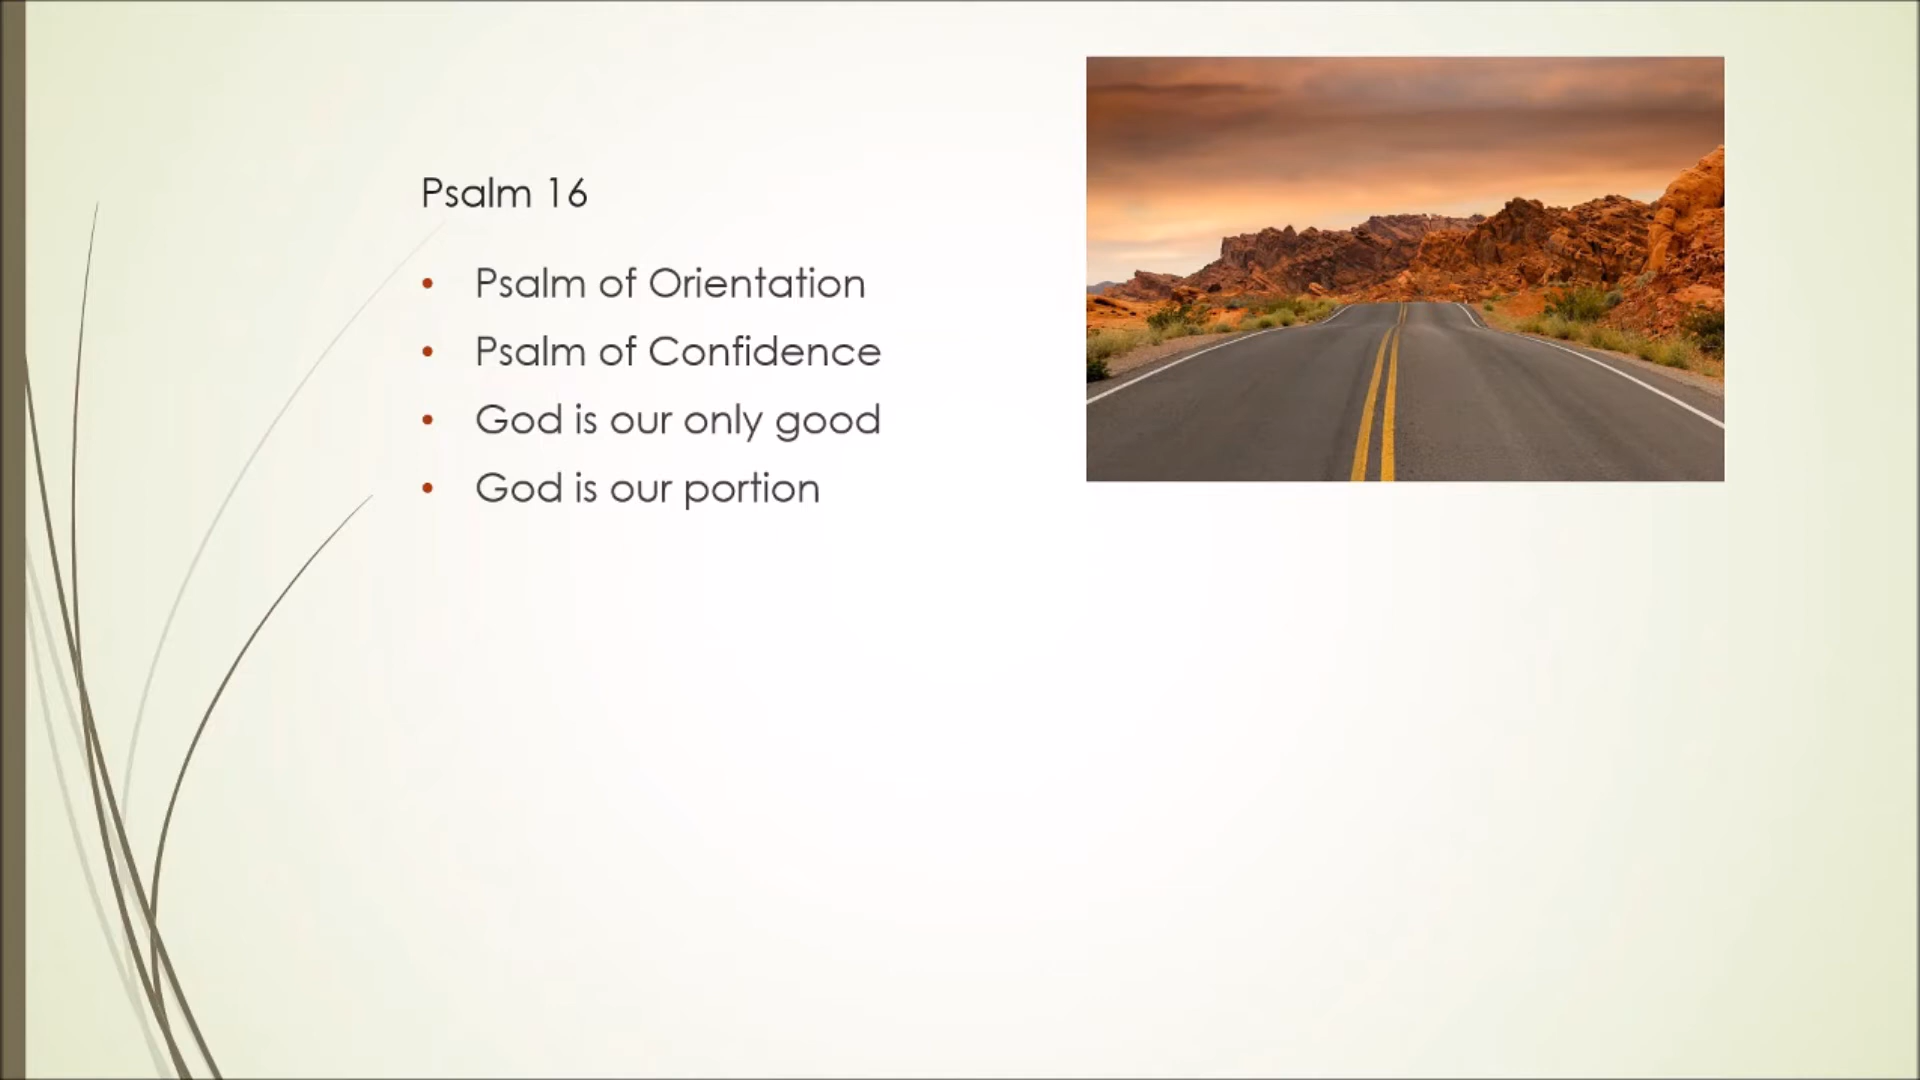 Psalm 16
• Psalm of Orientation
• Psalm of Confidence
• God is our only good
• God is our portion